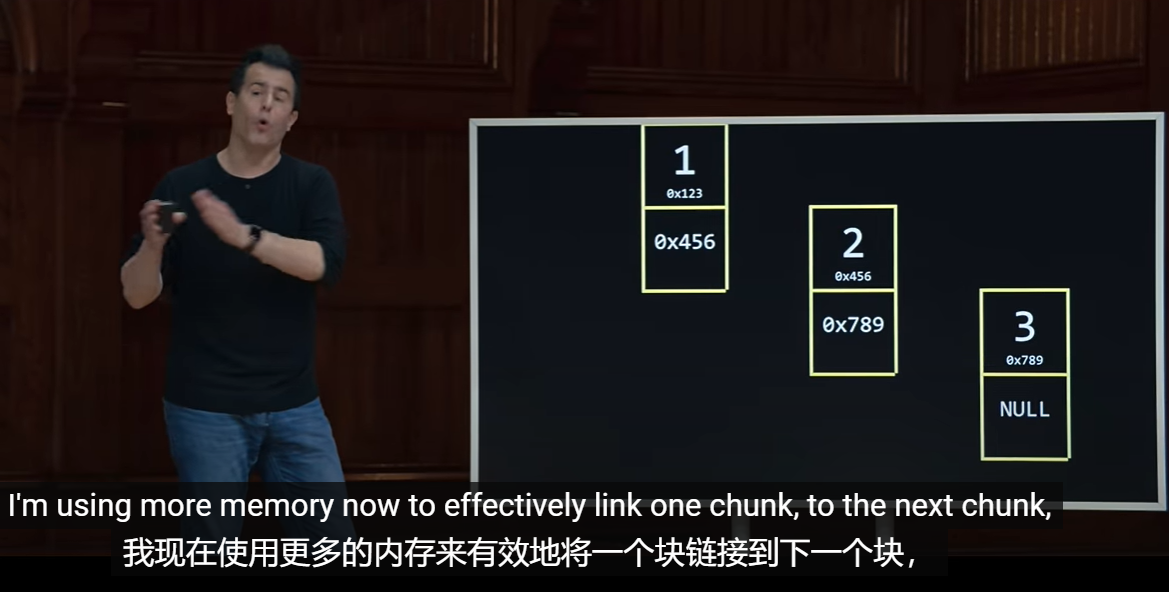 1
0x123
0x456
2
0x456
0x789
3
0x789
NULL
I'm using more memory now to effectively link one chunk, to the next chunk,
我现在使用更多的内存来有效地将一个块链接到下一个块，